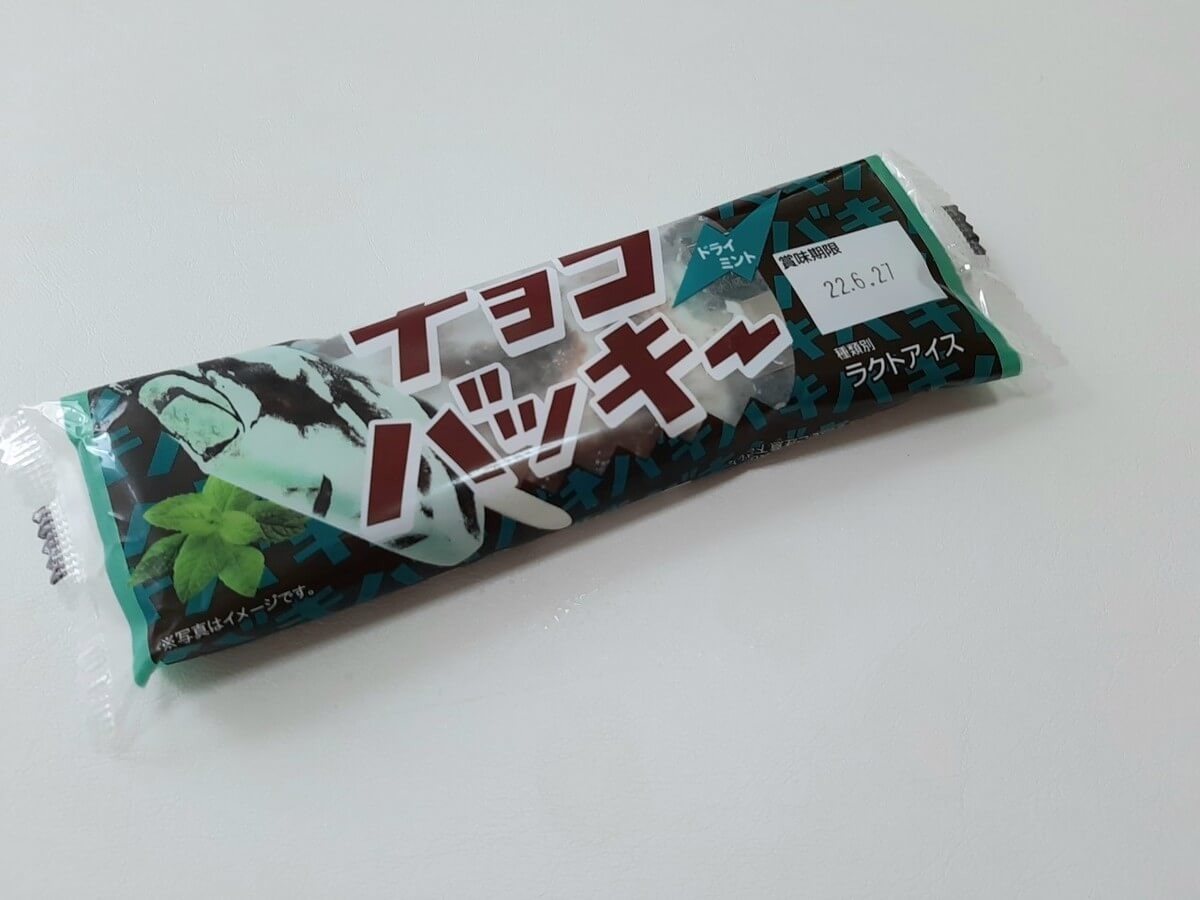 チョコ
バッキー
ドライ
ミント
賞味期限
22.6.27
種類別
ラクトアイス
※写真はイメージです。